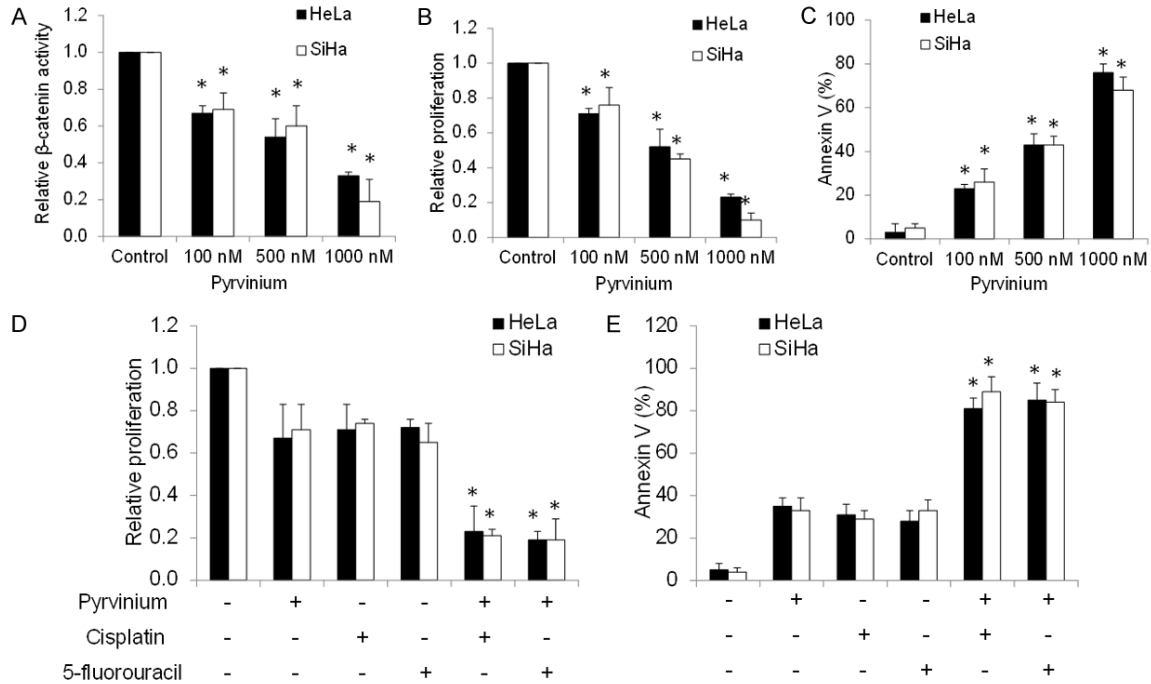 A
Relative β-catenin activity
1.2
1.0
0.8
0.6
0.4
0.2
0.0
HeLa
SiHa
* * * * * *
Control 100 nM 500 nM 1000 nM
Pyrvinium
B
Relative proliferation
1.2
1.0
0.8
0.6
0.4
0.2
0.0
HeLa
SiHa
* * * * * *
Control 100 nM 500 nM 1000 nM
Pyrvinium
C
Annexin V (%)
100
80
60
40
20
0
HeLa
SiHa
* * * * * *
Control 100 nM 500 nM 1000 nM
Pyrvinium
D
Relative proliferation
1.2
1.0
0.8
0.6
0.4
0.2
0.0
HeLa
SiHa
* * * *
Pyrvinium - + - - + +
Cisplatin - - + - + -
5-fluorouracil - - - + - +
E
Annexin V (%)
120
100
80
60
40
20
0
HeLa
SiHa
* * * *
- + - - + +
- - + - + -
- - - + - +